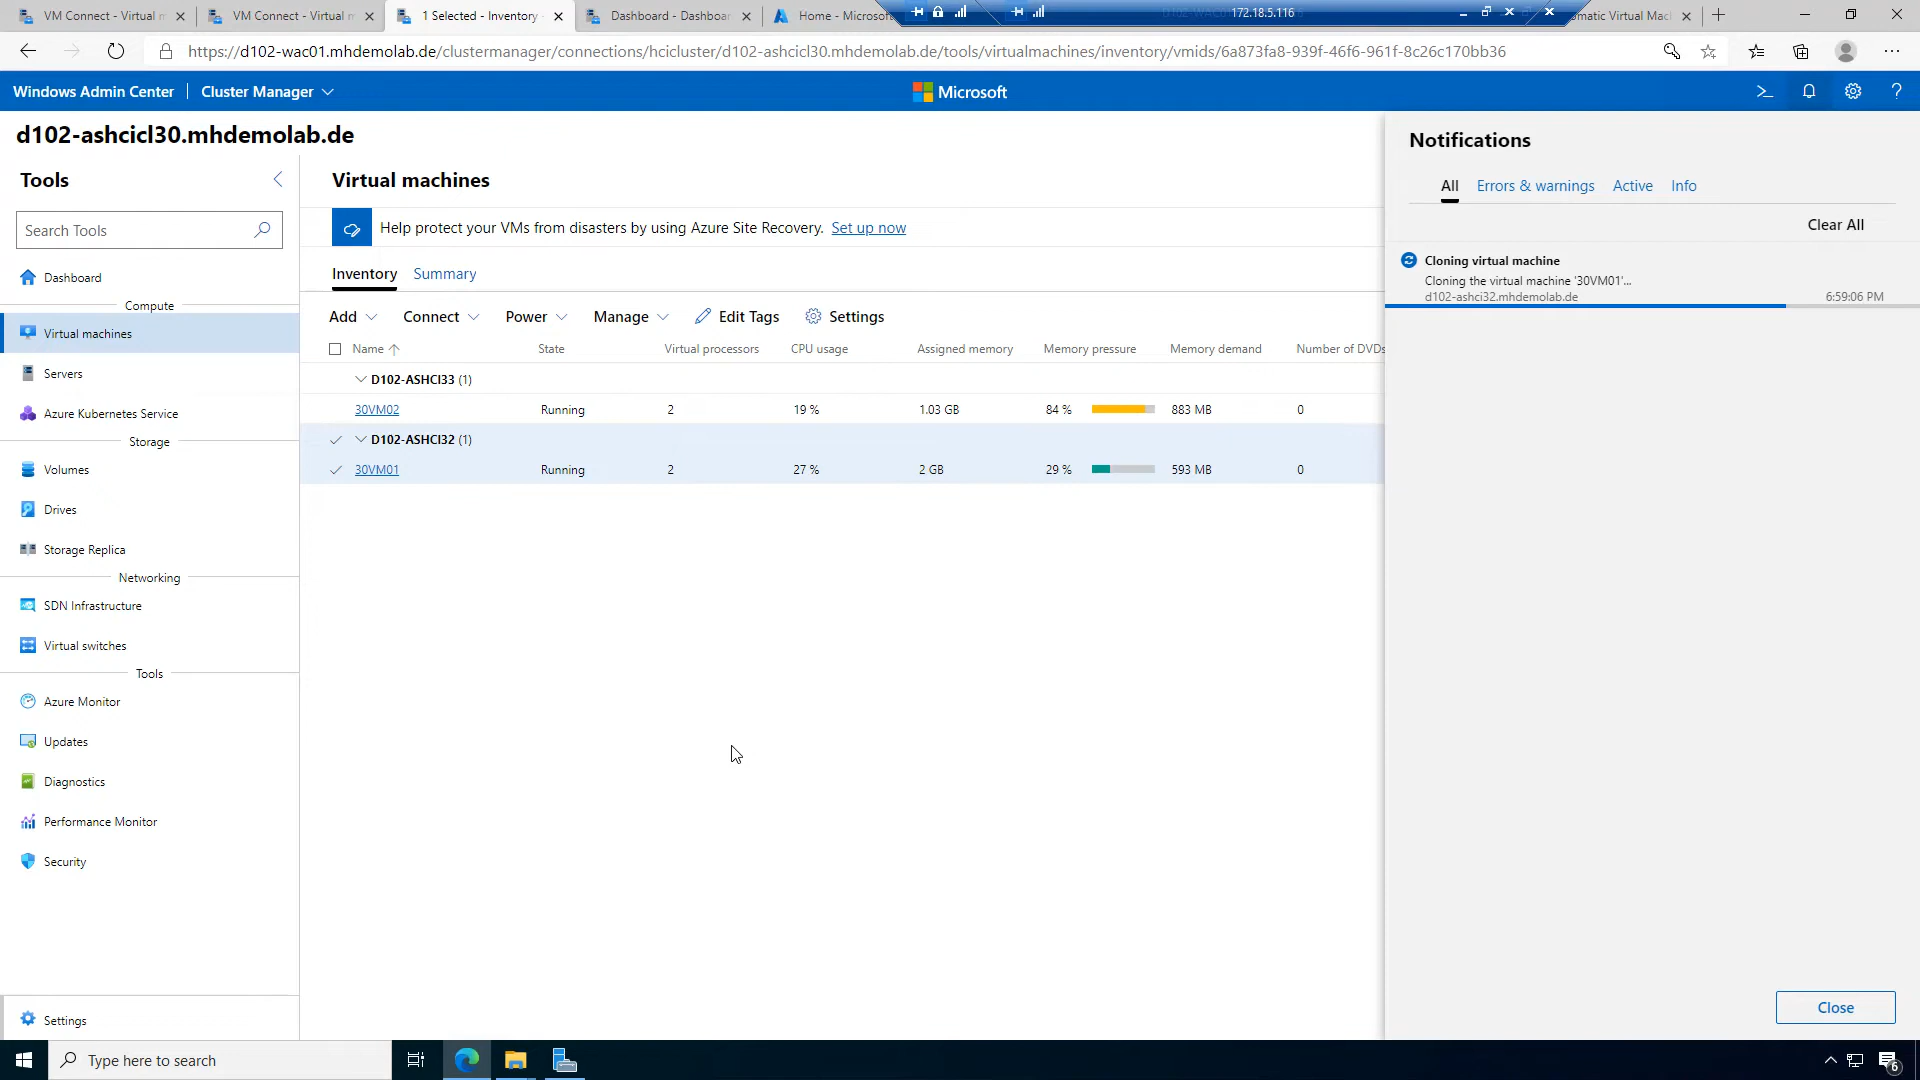 VM Connect - Virtual m
VM Connect - Virtual m
1 Selected - Inventory
Dashboard - Dashboar
Home - Microsof
172.18.5.116
omatic Virtual Mac
https://d102-wac01.mhdemolab.de/clustermanager/connections/hcicluster/d102-ashcicl30.mhdemolab.de/tools/virtualmachines/inventory/vmids/6a873fa8-939f-46f6-961f-8c26c170bb36
Windows Admin Center
Cluster Manager
Microsoft
d102-ashcicl30.mhdemolab.de
Tools
Search Tools
Dashboard
Compute
Virtual machines
Servers
Azure Kubernetes Service
Storage
Volumes
Drives
Storage Replica
Networking
SDN Infrastructure
Virtual switches
Tools
Azure Monitor
Updates
Diagnostics
Performance Monitor
Security
Settings
Virtual machines
Help protect your VMs from disasters by using Azure Site Recovery. Set up now
Inventory Summary
Add Connect Power Manage Edit Tags Settings
Name State Virtual processors CPU usage Assigned memory Memory pressure Memory demand Number of DVDs
D102-ASHCI33 (1)
30VM02 Running 2 19 % 1.03 GB 84 % 883 MB 0
D102-ASHCI32 (1)
30VM01 Running 2 27 % 2 GB 29 % 593 MB 0
Notifications
All Errors & warnings Active Info
Clear All
Cloning virtual machine
Cloning the virtual machine '30VM01'...
d102-ashci32.mhdemolab.de 6:59:06 PM
Close
Type here to search
6